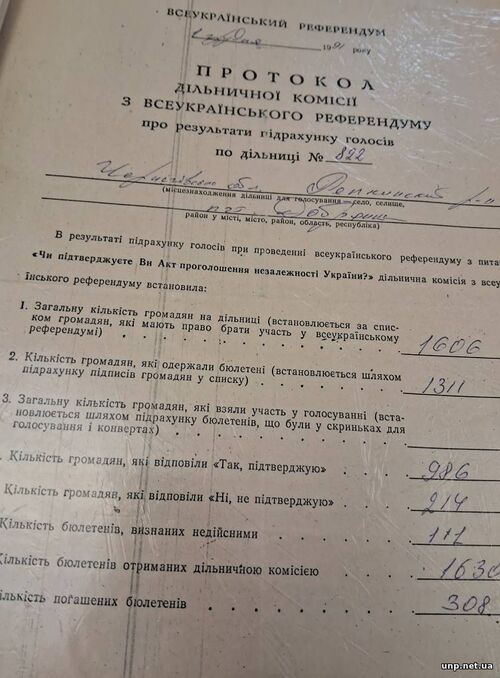 ВСЕУКРАЇНСЬКИЙ РЕФЕРЕНДУМ
1 грудня 1991 року
ПРОТОКОЛ
ДІЛЬНИЧНОЇ КОМІСІЇ
З ВСЕУКРАЇНСЬКОГО РЕФЕРЕНДУМУ
про результати підрахунку голосів
по дільниці № 822
обл. р-н
(місцезнаходження дільниці для голосування — село, селище,
район у місті, місто, район, область, республіка)
В результаті підрахунку голосів при проведенні всеукраїнського референдуму з пита
«Чи підтверджуєте Ви Акт проголошення незалежності України?» дільнична комісія з всеу
їнського референдуму встановила:
1. Загальну кількість громадян на дільниці (встановлюється за спис-
ком громадян, які мають право брати участь у всеукраїнському
референдумі) . . . . . . . . 1606
2. Кількість громадян, які одержали бюлетені (встановлюється шляхом
підрахунку підписів громадян у списку) . . . . 1311
3. Загальну кількість громадян, які взяли участь у голосуванні (вста-
новлюється шляхом підрахунку бюлетенів, що були у скриньках для
голосування і конвертах) . . . . . . .
. Кількість громадян, які відповіли «Так, підтверджую» . . . 986
Кількість громадян, які відповіли «Ні, не підтверджую» . . . 214
Кількість бюлетенів, визнаних недійсними . . . .
Кількість бюлетенів отриманих дільничною комісією . . . 1630
ількість погашених бюлетенів . . . . . . 308
unp.net.ua